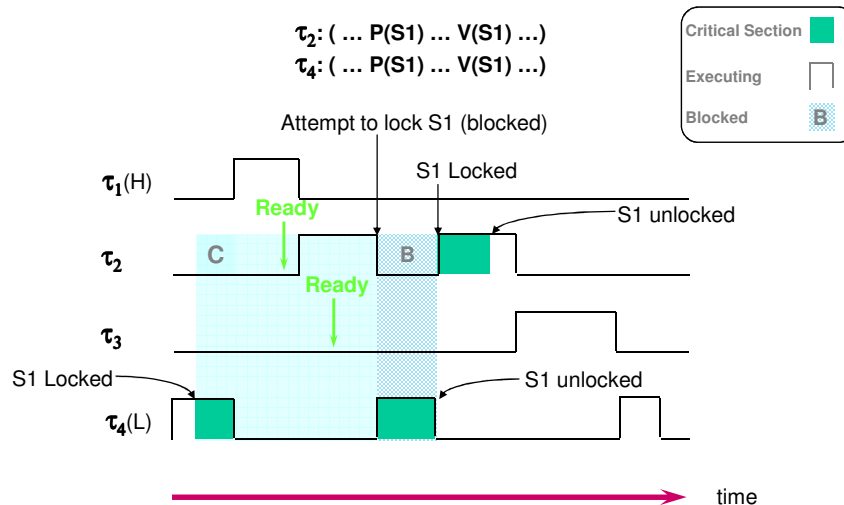 τ2: ( … P(S1) … V(S1) …)
τ4: ( … P(S1) … V(S1) …)
Critical Section
Executing
Blocked B
Attempt to lock S1 (blocked)
S1 Locked
τ1(H)
Ready
S1 unlocked
C
B
τ2
Ready
τ3
S1 Locked
S1 unlocked
τ4(L)
time